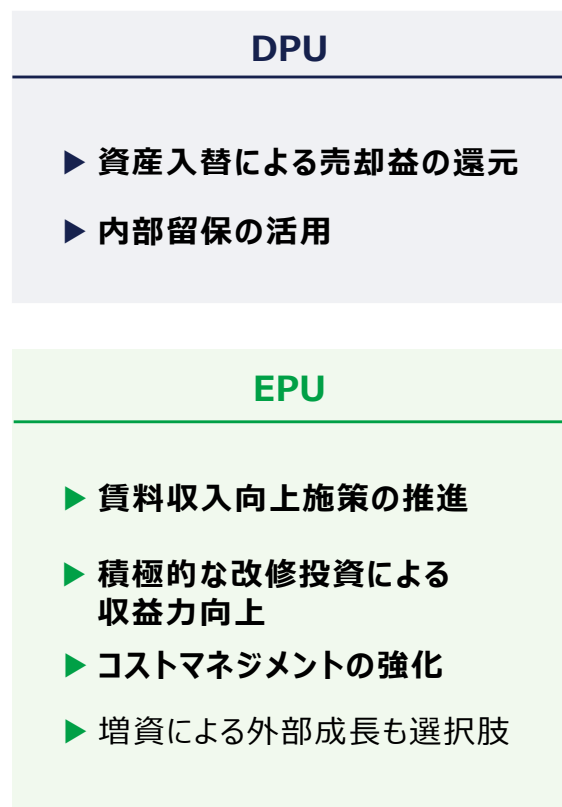 DPU
▶ 資産入替による売却益の還元
▶ 内部留保の活用
EPU
▶ 賃料収入向上施策の推進
▶ 積極的な改修投資による
収益力向上
▶ コストマネジメントの強化
▶ 増資による外部成長も選択肢